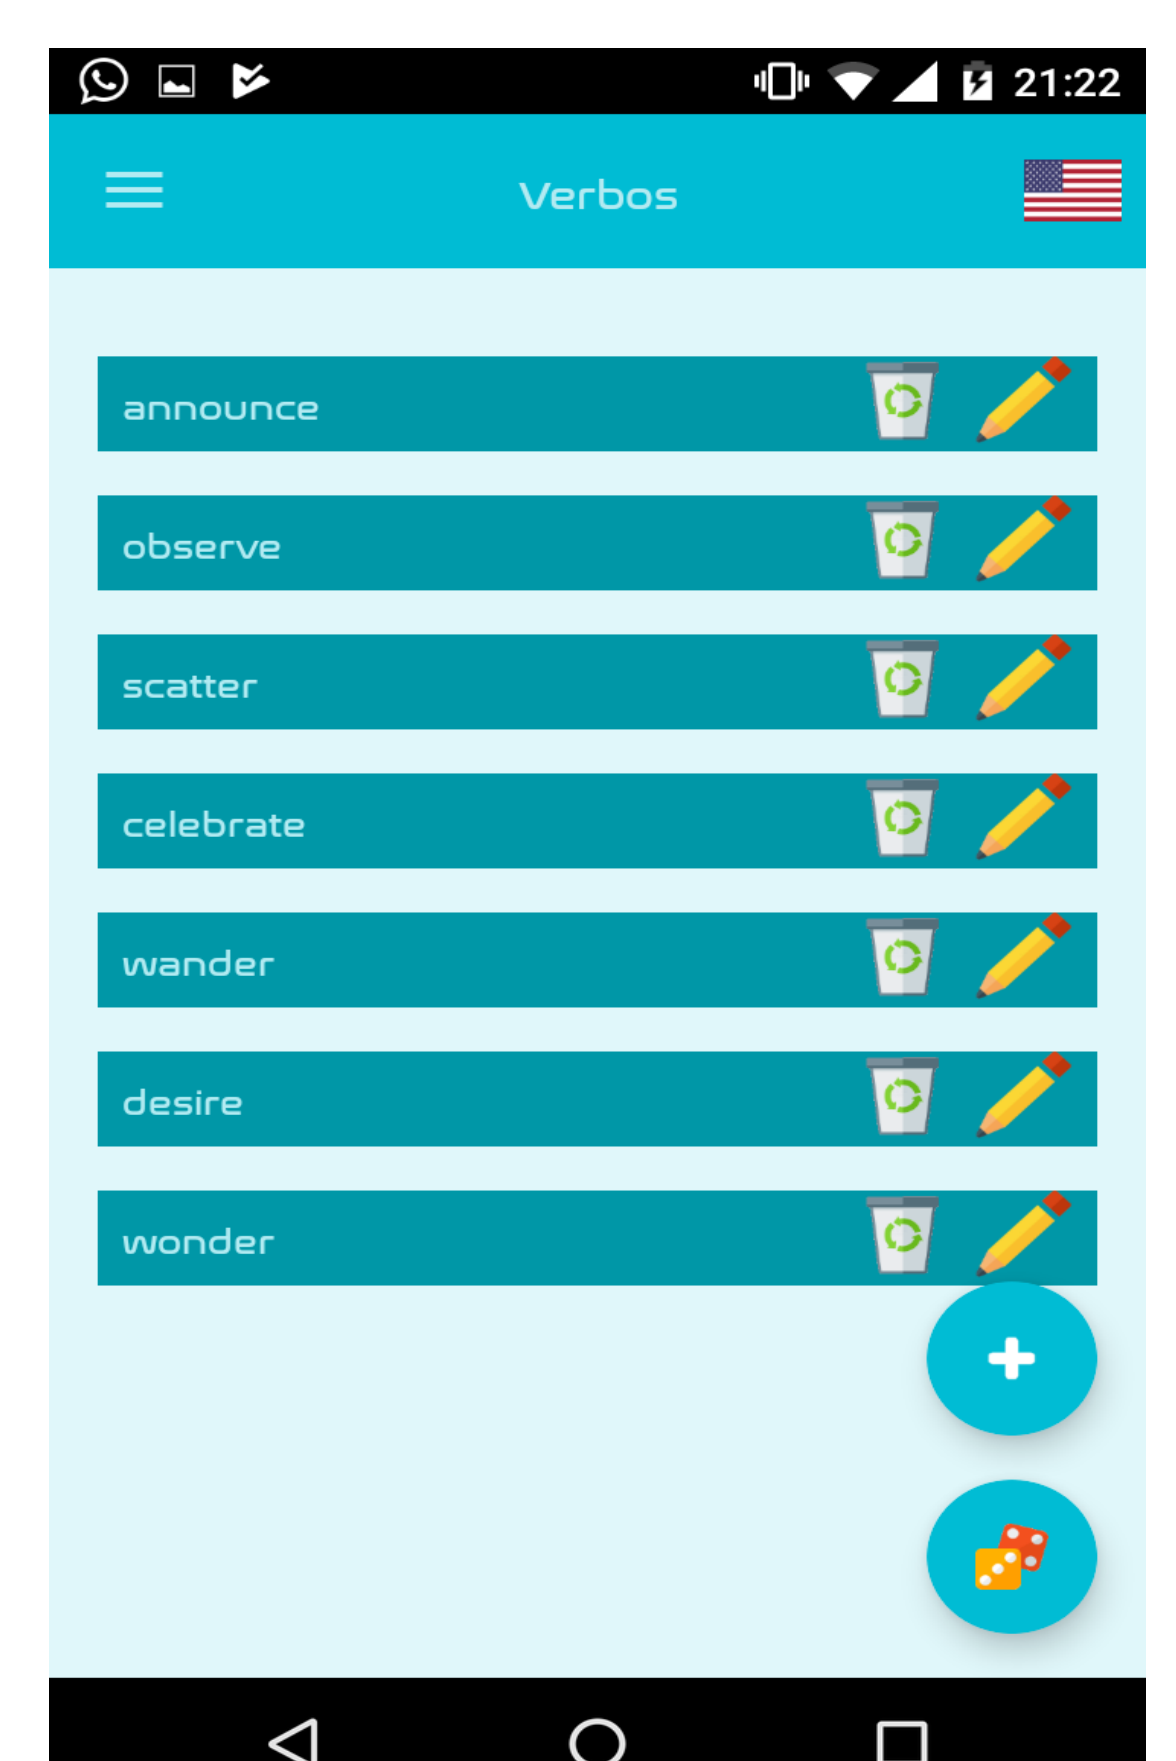 21:22
Verbos
announce
observe
scatter
celebrate
wander
desire
wonder